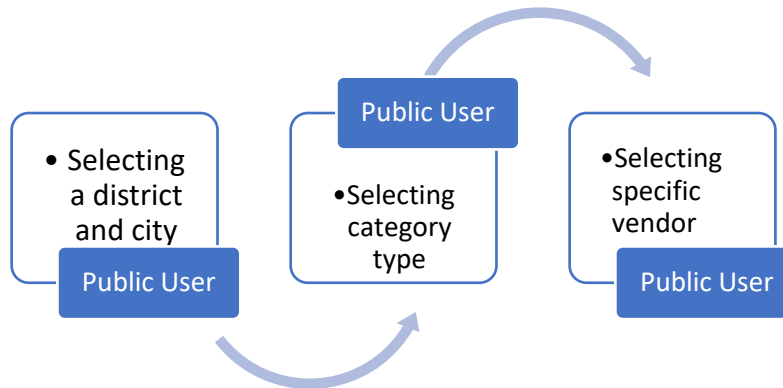 • Selecting
a district
and city
Public User
Public User
•Selecting
category
type
•Selecting
specific
vendor
Public User